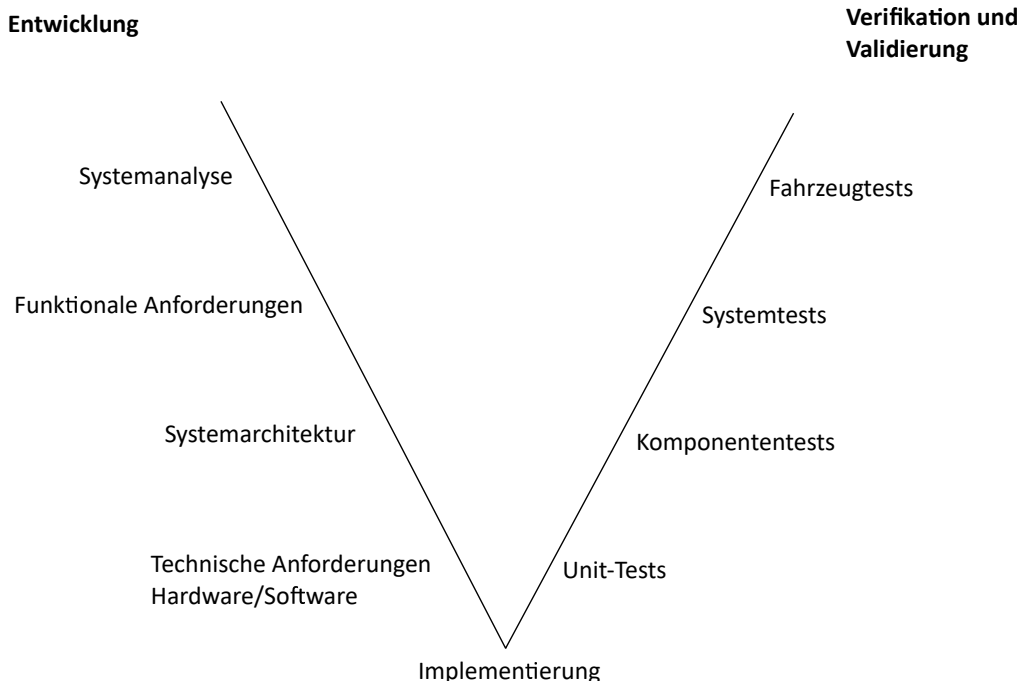 Entwicklung
Verifikation und
Validierung
Systemanalyse
Fahrzeugtests
Funktionale Anforderungen
Systemtests
Systemarchitektur
Komponententests
Technische Anforderungen
Hardware/Software
Unit-Tests
Implementierung